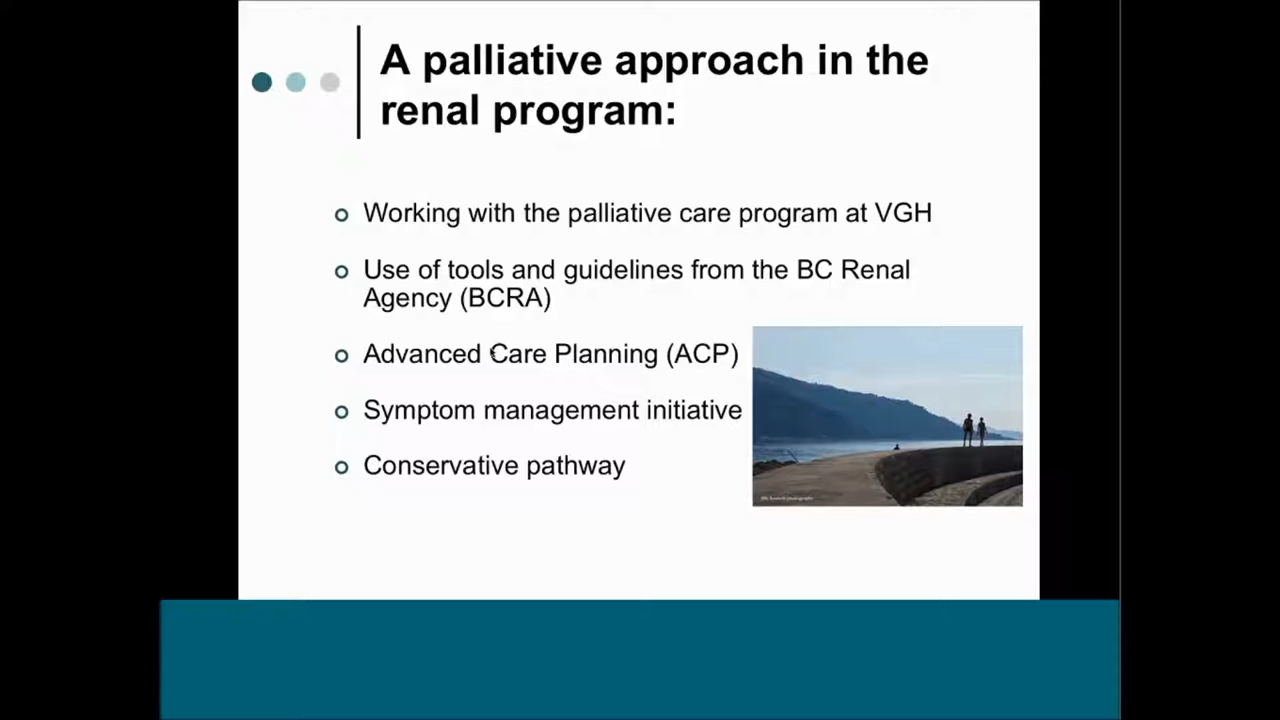 A palliative approach in the
renal program:
Working with the palliative care program at VGH
Use of tools and guidelines from the BC Renal
Agency (BCRA)
Advanced Care Planning (ACP)
Symptom management initiative
Conservative pathway